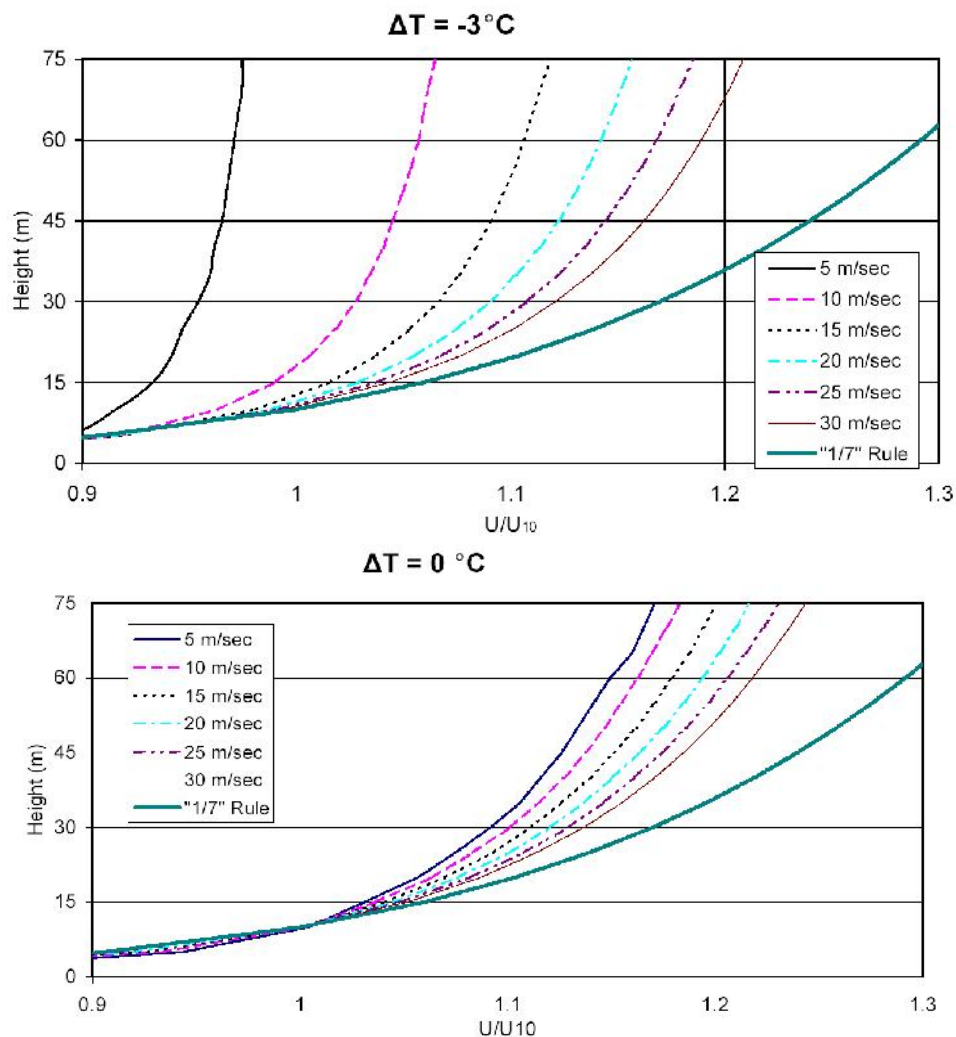 ΔT = -3°C
75
60
45
30
15
0
Height (m)
5 m/sec
10 m/sec
15 m/sec
20 m/sec
25 m/sec
30 m/sec
"1/7" Rule
0.9 1 1.1 1.2 1.3
U/U10
ΔT = 0 °C
75
60
45
30
15
0
Height (m)
5 m/sec
10 m/sec
15 m/sec
20 m/sec
25 m/sec
30 m/sec
"1/7" Rule
0.9 1 1.1 1.2 1.3
U/U10